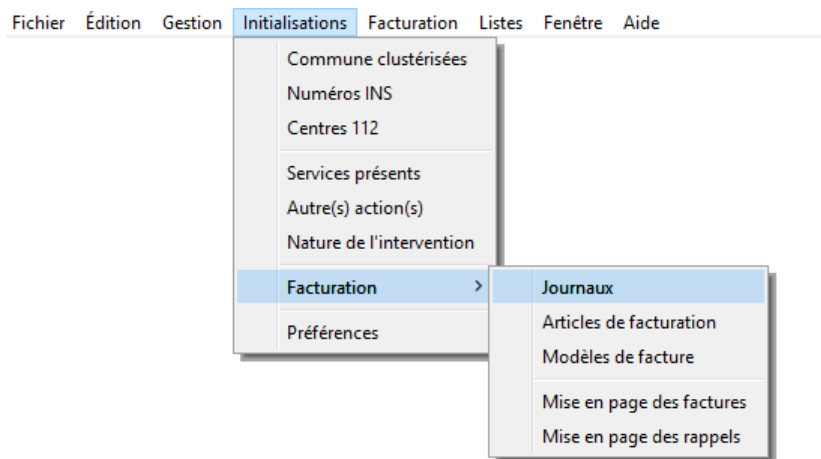 Fichier Édition Gestion Initialisations Facturation Listes Fenêtre Aide
Commune clustérisées
Numéros INS
Centres 112
Services présents
Autre(s) action(s)
Nature de l'intervention
Facturation >
Préférences
Journaux
Articles de facturation
Modèles de facture
Mise en page des factures
Mise en page des rappels